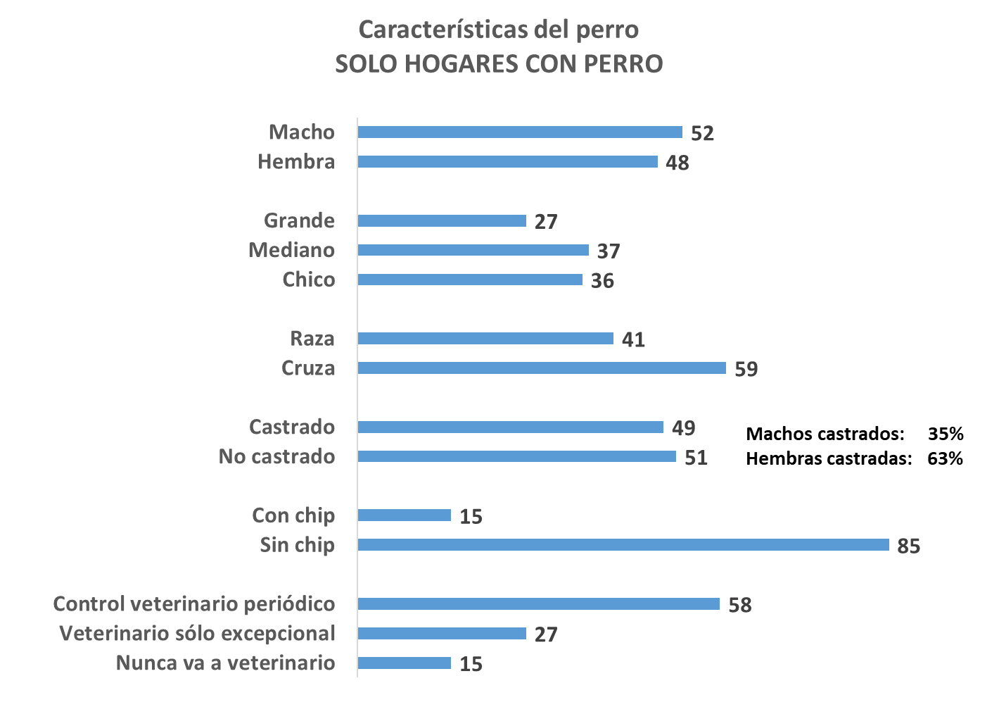 Características del perro
SOLO HOGARES CON PERRO
Macho 52
Hembra 48
Grande 27
Mediano 37
Chico 36
Raza 41
Cruza 59
Castrado 49
No castrado 51
Machos castrados: 35%
Hembras castradas: 63%
Con chip 15
Sin chip 85
Control veterinario periódico 58
Veterinario sólo excepcional 27
Nunca va a veterinario 15